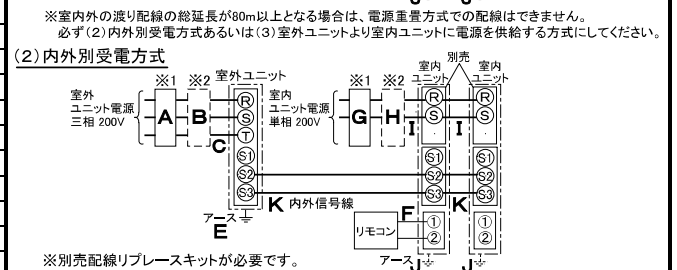 ※室内外の渡り配線の総延長が80m以上となる場合は、電源重畳方式での配線はできません。
必ず(2)内外別受電方式あるいは(3)室外ユニットより室内ユニットに電源を供給する方式にしてください。
(2)内外別受電方式
別売
※1 ※2 室外ユニット ※1 ※2 室内ユニット 室内ユニット
室外
ユニット電源
三相 200V
A B C
R
S
T
S1
S2
S3
室内
ユニット電源
単相 200V
G H I I
R
S
S1
S2
S3
R
S
S1
S2
S3
K 内外信号線
K
アース
E
リモコン
F
①
②
①
②
アース
J J
※別売配線リプレースキットが必要です。